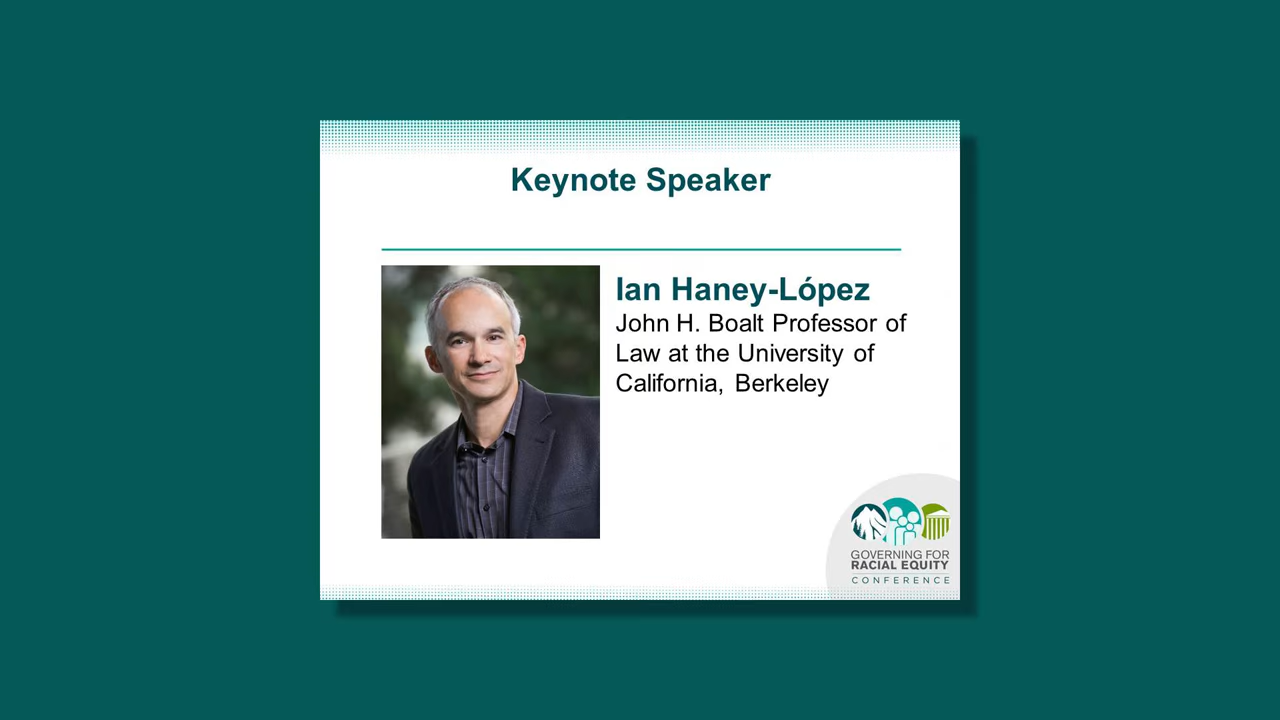 Keynote Speaker
Ian Haney-López
John H. Boalt Professor of
Law at the University of
California, Berkeley
GOVERNING FOR
RACIAL EQUITY
CONFERENCE